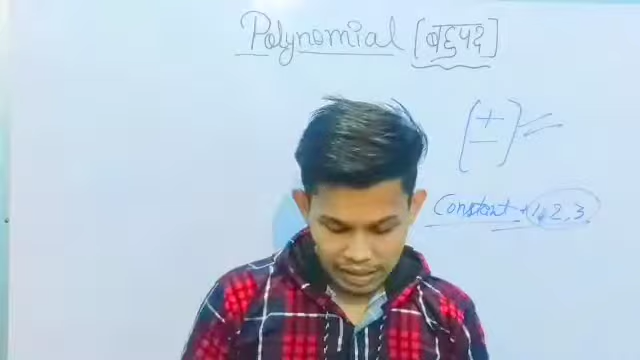 Polynomial [बहुपद]
(+ -)
Constant → 1, 2, 3